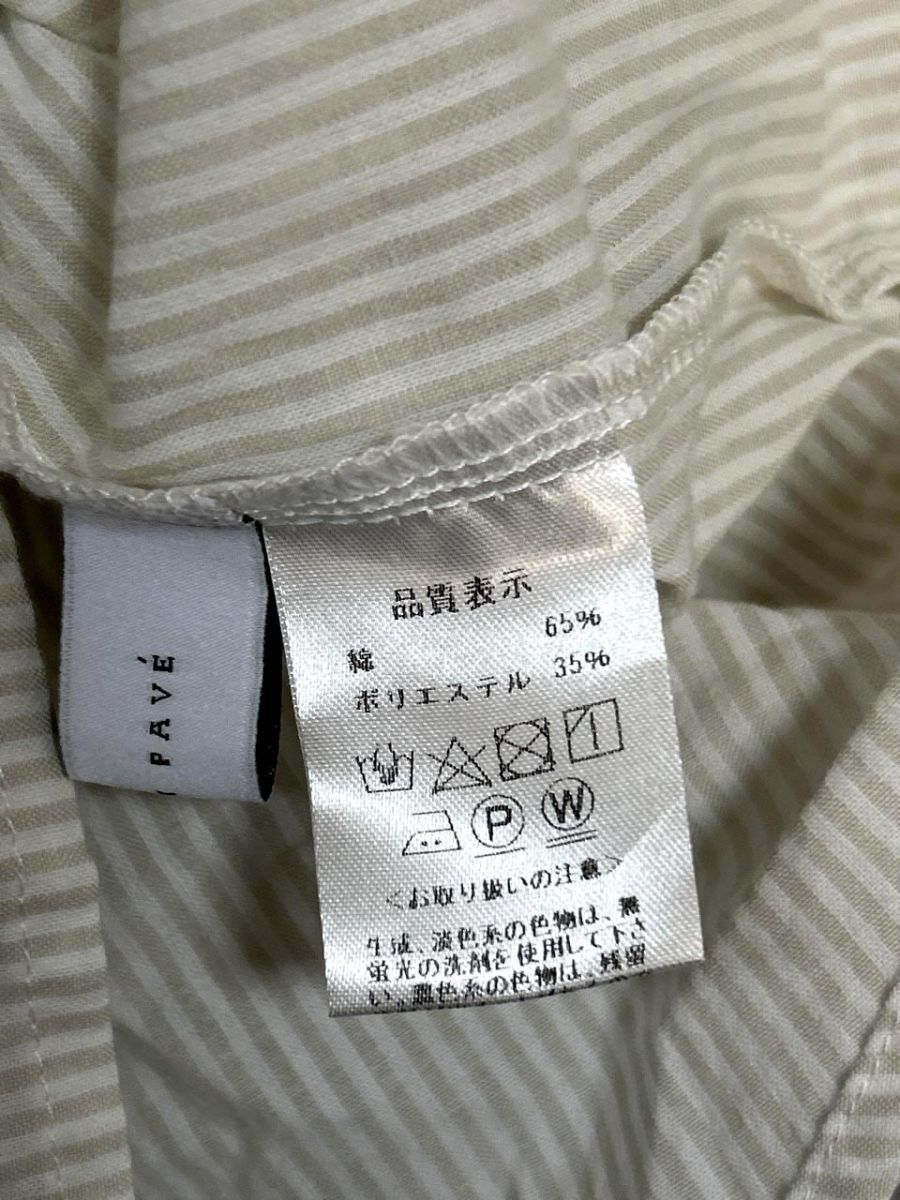 PAVÉ
品質表示
綿 65%
ポリエステル 35%
P W
<お取り扱いの注意>
生成、淡色系の色物は、無
蛍光の洗剤を使用して下さ
い。濃色系の色物は、残留